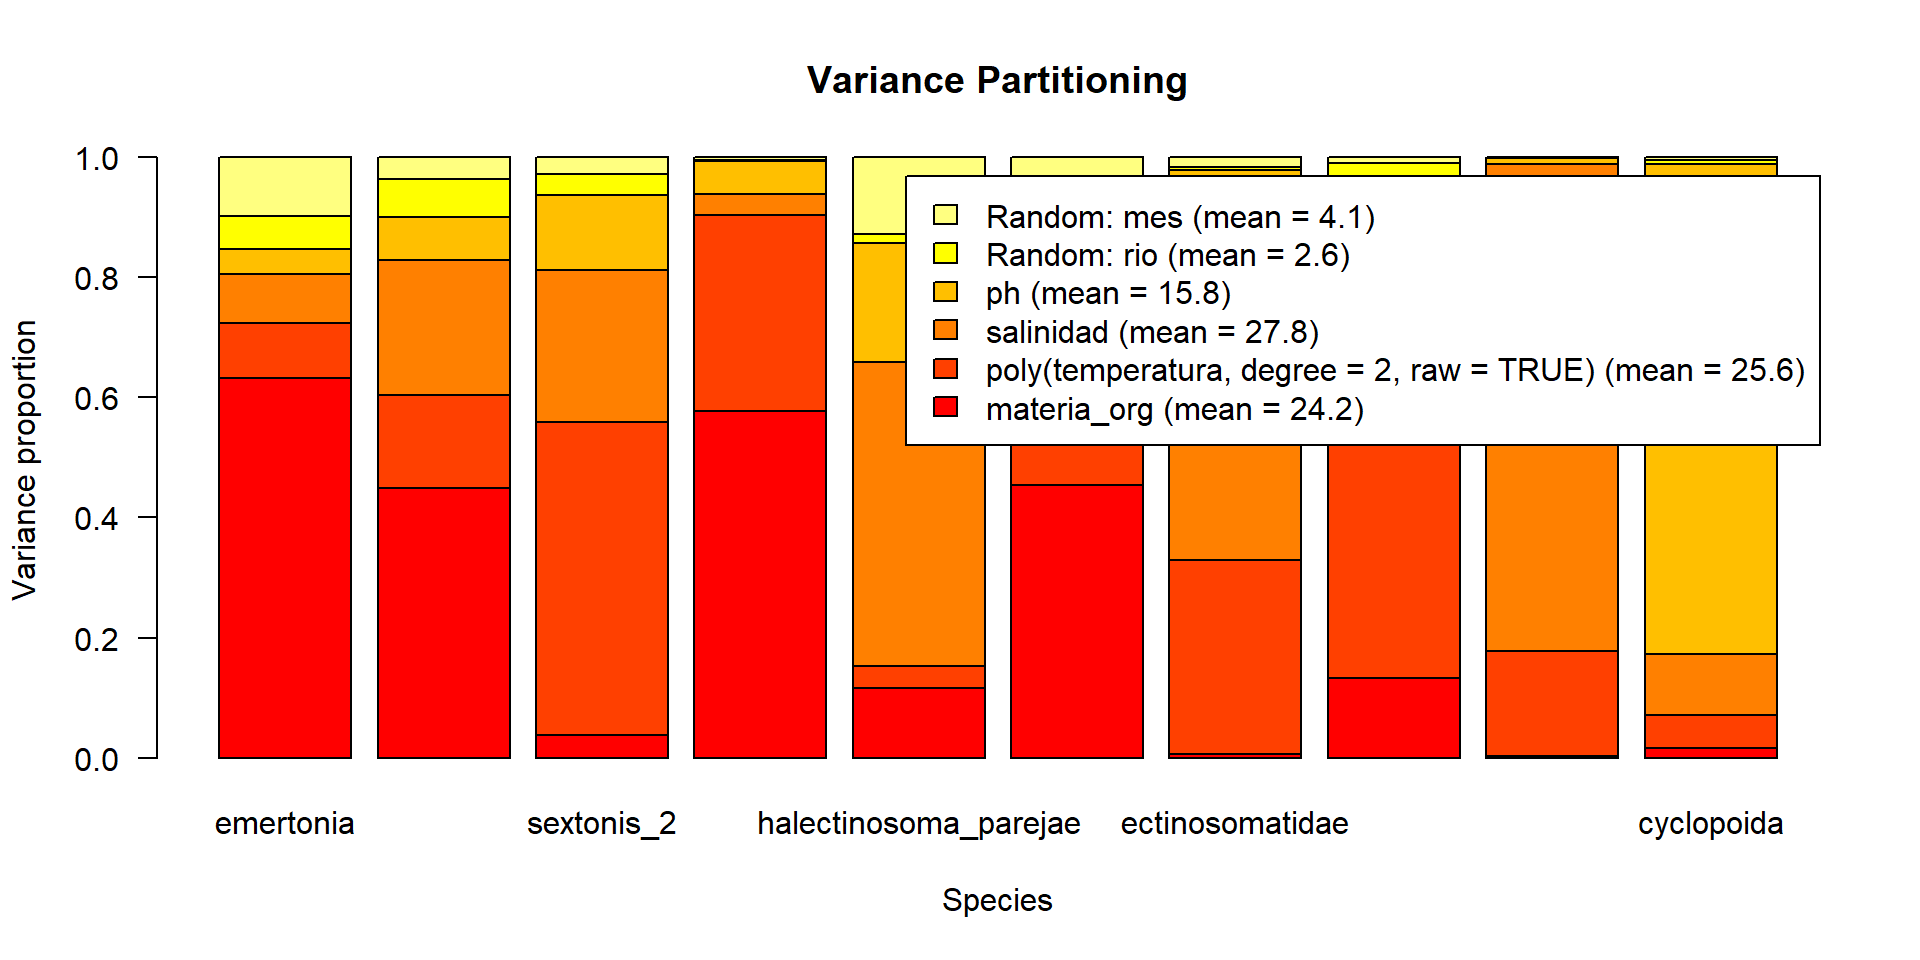 Variance Partitioning
Variance proportion
1.0
0.8
0.6
0.4
0.2
0.0
Random: mes (mean = 4.1)
Random: rio (mean = 2.6)
ph (mean = 15.8)
salinidad (mean = 27.8)
poly(temperatura, degree = 2, raw = TRUE) (mean = 25.6)
materia_org (mean = 24.2)
emertonia sextonis_2 halectinosoma_parejae ectinosomatidae cyclopoida
Species